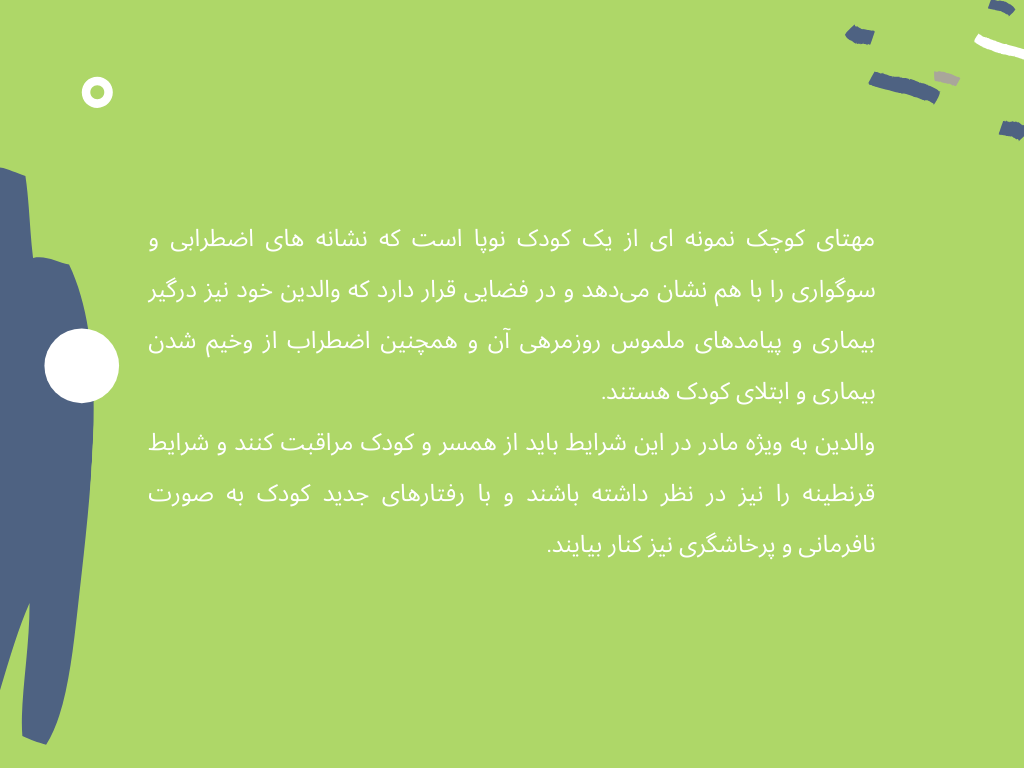 مهتای کوچک نمونه ای از یک کودک نوپا است که نشانه های اضطرابی و
سوگواری را با هم نشان می‌دهد و در فضایی قرار دارد که والدین خود نیز درگیر
بیماری و پیامدهای ملموس روزمرهی آن و همچنین اضطراب از وخیم شدن
بیماری و ابتلای کودک هستند.
والدین به ویژه مادر در این شرایط باید از همسر و کودک مراقبت کنند و شرایط
قرنطینه را نیز در نظر داشته باشند و با رفتارهای جدید کودک به صورت
نافرمانی و پرخاشگری نیز کنار بیایند.